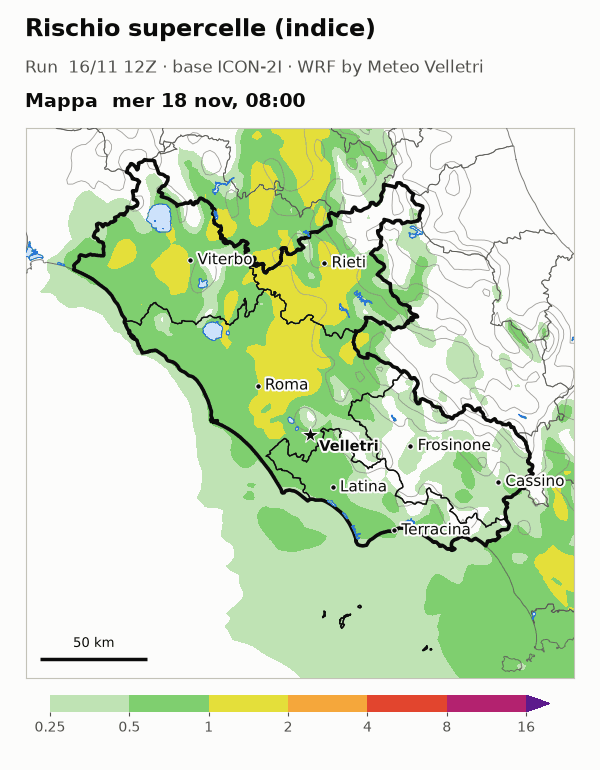 Rischio supercelle (indice)
Run  16/11 12Z · base ICON-2I · WRF by Meteo Velletri
Mappa  mer 18 nov, 08:00
Viterbo
Rieti
Roma
Velletri
Frosinone
Cassino
Latina
Terracina
50 km
0.25 0.5 1 2 4 8 16